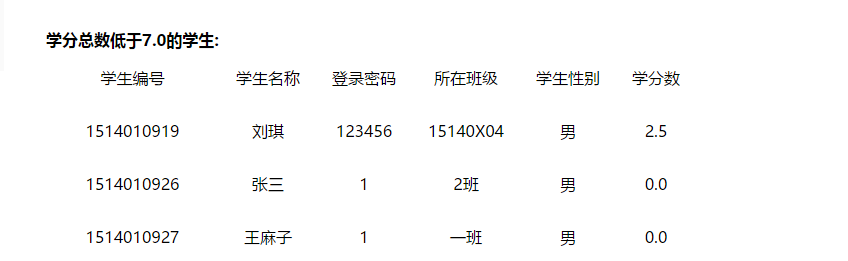 学分总数低于7.0的学生:
学生编号 学生名称 登录密码 所在班级 学生性别 学分数
1514010919 刘琪 123456 15140X04 男 2.5
1514010926 张三 1 2班 男 0.0
1514010927 王麻子 1 一班 男 0.0